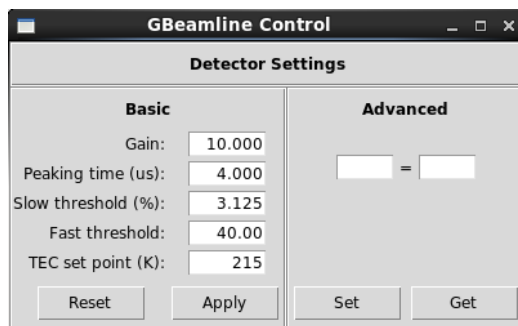 GBeamline Control
Detector Settings
Basic
Gain: 10.000
Peaking time (us): 4.000
Slow threshold (%): 3.125
Fast threshold: 40.00
TEC set point (K): 215
Reset Apply
Advanced
=
Set Get